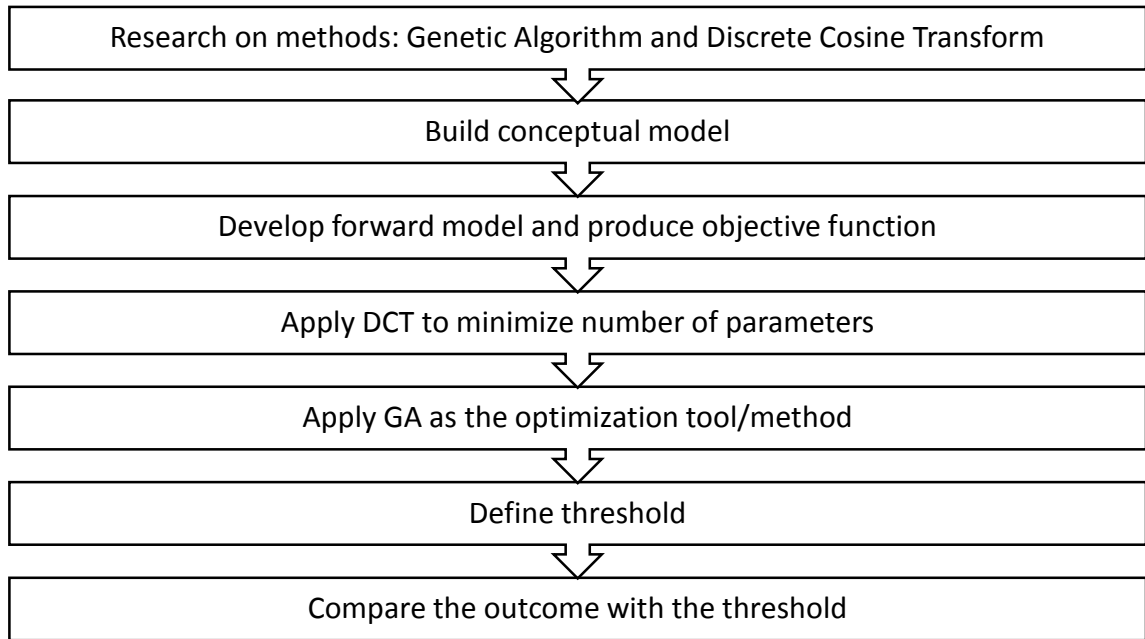 Research on methods: Genetic Algorithm and Discrete Cosine Transform
Build conceptual model
Develop forward model and produce objective function
Apply DCT to minimize number of parameters
Apply GA as the optimization tool/method
Define threshold
Compare the outcome with the threshold